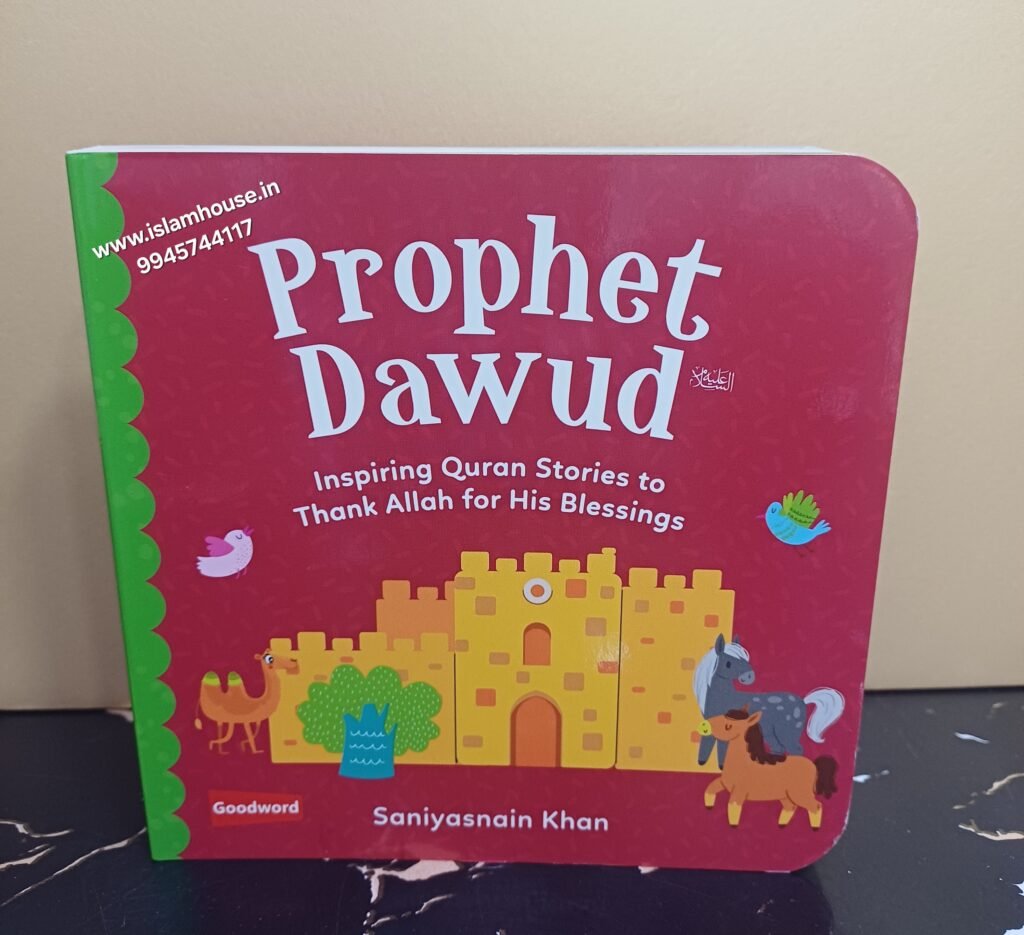 www.islamhouse.in
9945744117
Prophet
Dawud
عليه السلام
Inspiring Quran Stories to
Thank Allah for His Blessings
Goodword
Saniyasnain Khan